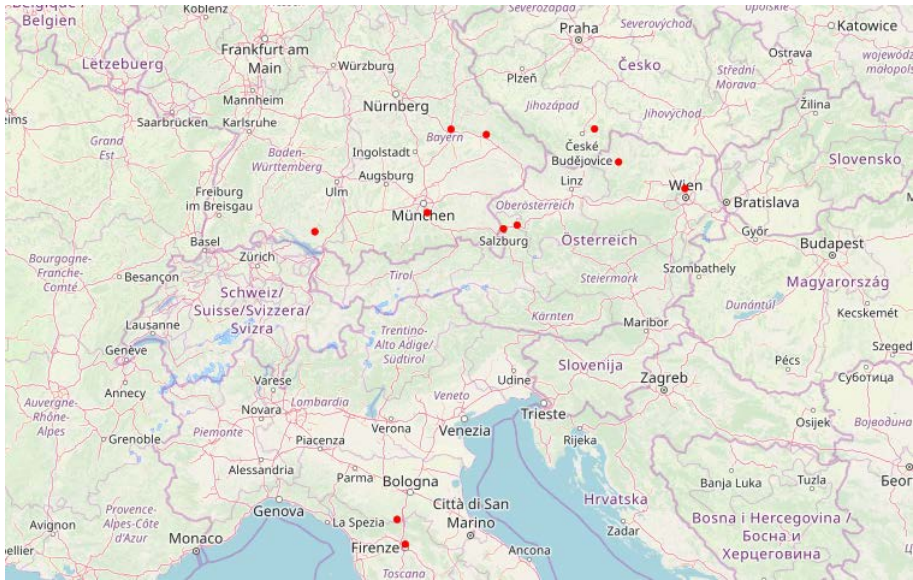 Belgique /
Belgien
Koblenz
Severozápad
Severovýchod
Praha
Katowice
Frankfurt am
Main
Würzburg
Lëtzebuerg
Plzeň
Česko
Ostrava
Střední
Morava
Mannheim
Nürnberg
Saarbrücken
Karlsruhe
Jihozápad
Jihovýchod
Žilina
eims
Grand
Est
Bayern
České
Budějovice
Baden-
Württemberg
Ingolstadt
Slovensko
Augsburg
Ulm
Linz
Wien
Freiburg
im Breisgau
München
Oberösterreich
Bratislava
Basel
Salzburg
Österreich
Győr
Budapest
Zürich
Bourgogne-
Franche-
Comté
Besançon
Tirol
Steiermark
Szombathely
Magyarország
Schweiz/
Suisse/Svizzera/
Svizra
Dunántúl
Kecskemét
Lausanne
Kärnten
Maribor
Trentino-
Alto Adige/
Südtirol
Genève
Slovenija
Pécs
Szeged
Annecy
Varese
Udine
Zagreb
Суботица
Auvergne-
Rhône-
Alpes
Novara
Lombardia
Veneto
Trieste
Grenoble
Piemonte
Piacenza
Verona
Venezia
Rijeka
Osijek
Alessandria
Parma
Bologna
Banja Luka
Tuzla
Genova
Città di San
Marino
Hrvatska
Provence-
Alpes-Côte
d'Azur
Avignon
La Spezia
Zadar
Bosna i Hercegovina /
Босна и
Херцеговина
Monaco
Firenze
Ancona
Toscana